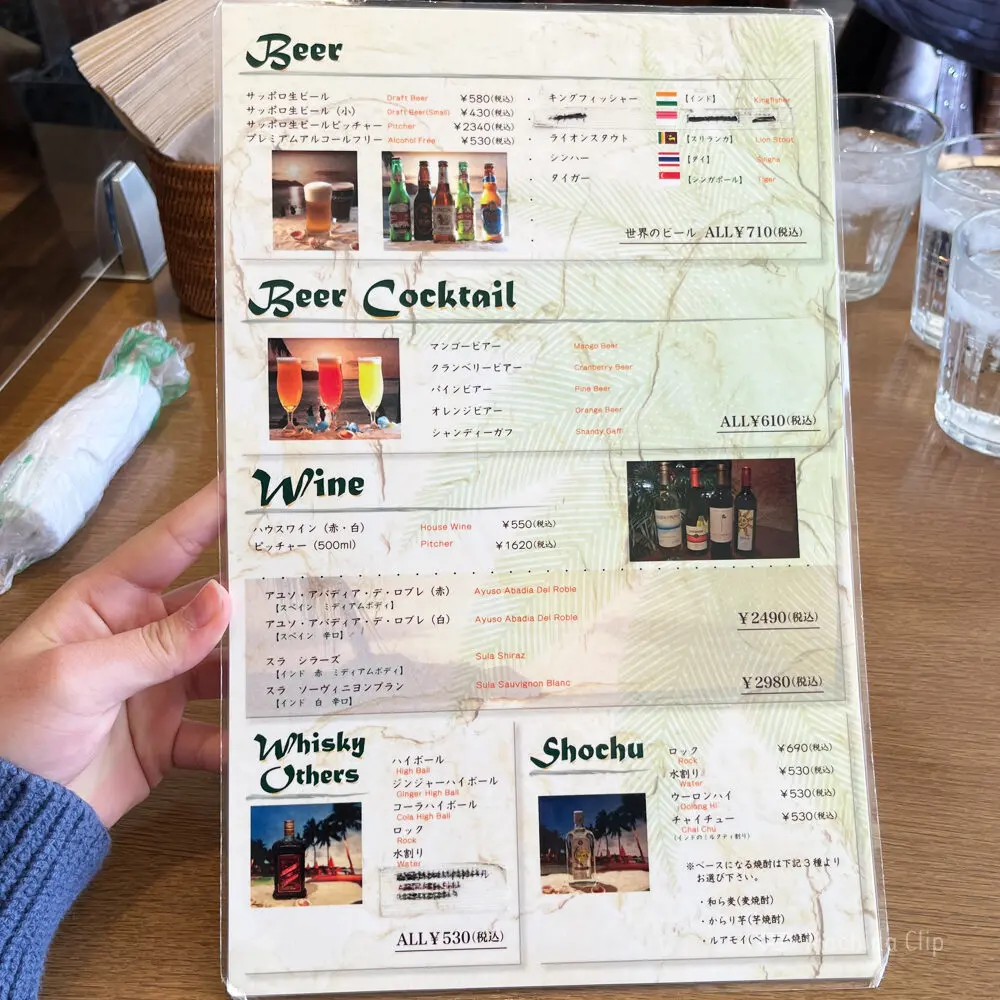 Beer
サッポロ生ビール Draft Beer ¥580(税込)
サッポロ生ビール（小） Draft Beer(Small) ¥430(税込)
サッポロ生ビールピッチャー Pitcher ¥2340(税込)
プレミアムアルコールフリー Alcohol Free ¥530(税込)
キングフィッシャー 【インド】 Kingfisher
ライオンスタウト 【スリランカ】 Lion Stout
シンハー 【タイ】 Singha
タイガー 【シンガポール】 Tiger
世界のビール ALL¥710(税込)
Beer Cocktail
マンゴービアー Mango Beer
クランベリービアー Cranberry Beer
パインビアー Pine Beer
オレンジビアー Orange Beer
シャンディーガフ Shandy Gaff
ALL¥610(税込)
Wine
ハウスワイン（赤・白） House Wine ¥550(税込)
ピッチャー（500ml） Pitcher ¥1620(税込)
アユソ・アバディア・デ・ロブレ（赤） Ayuso Abadia Del Roble
【スペイン ミディアムボディ】
アユソ・アバディア・デ・ロブレ（白） Ayuso Abadia Del Roble
【スペイン 辛口】
¥2490(税込)
スラ シラーズ Sula Shiraz
【インド 赤 ミディアムボディ】
スラ ソーヴィニヨンブラン Sula Sauvignon Blanc
【インド 白 辛口】
¥2980(税込)
Whisky
Others
ハイボール
High Ball
ジンジャーハイボール
Ginger High Ball
コーラハイボール
Cola High Ball
ロック
Rock
水割り
Water
ALL¥530(税込)
Shochu
ロック ¥690(税込)
Rock
水割り ¥530(税込)
Water
ウーロンハイ ¥530(税込)
Oolong Hi
チャイチュー ¥530(税込)
Chai Chu
(インドのミルクティ割り)
※ベースになる焼酎は下記3種より
お選び下さい。
・和ら麦(麦焼酎)
・からり芋(芋焼酎)
・ルアモイ(ベトナム焼酎)
Clip